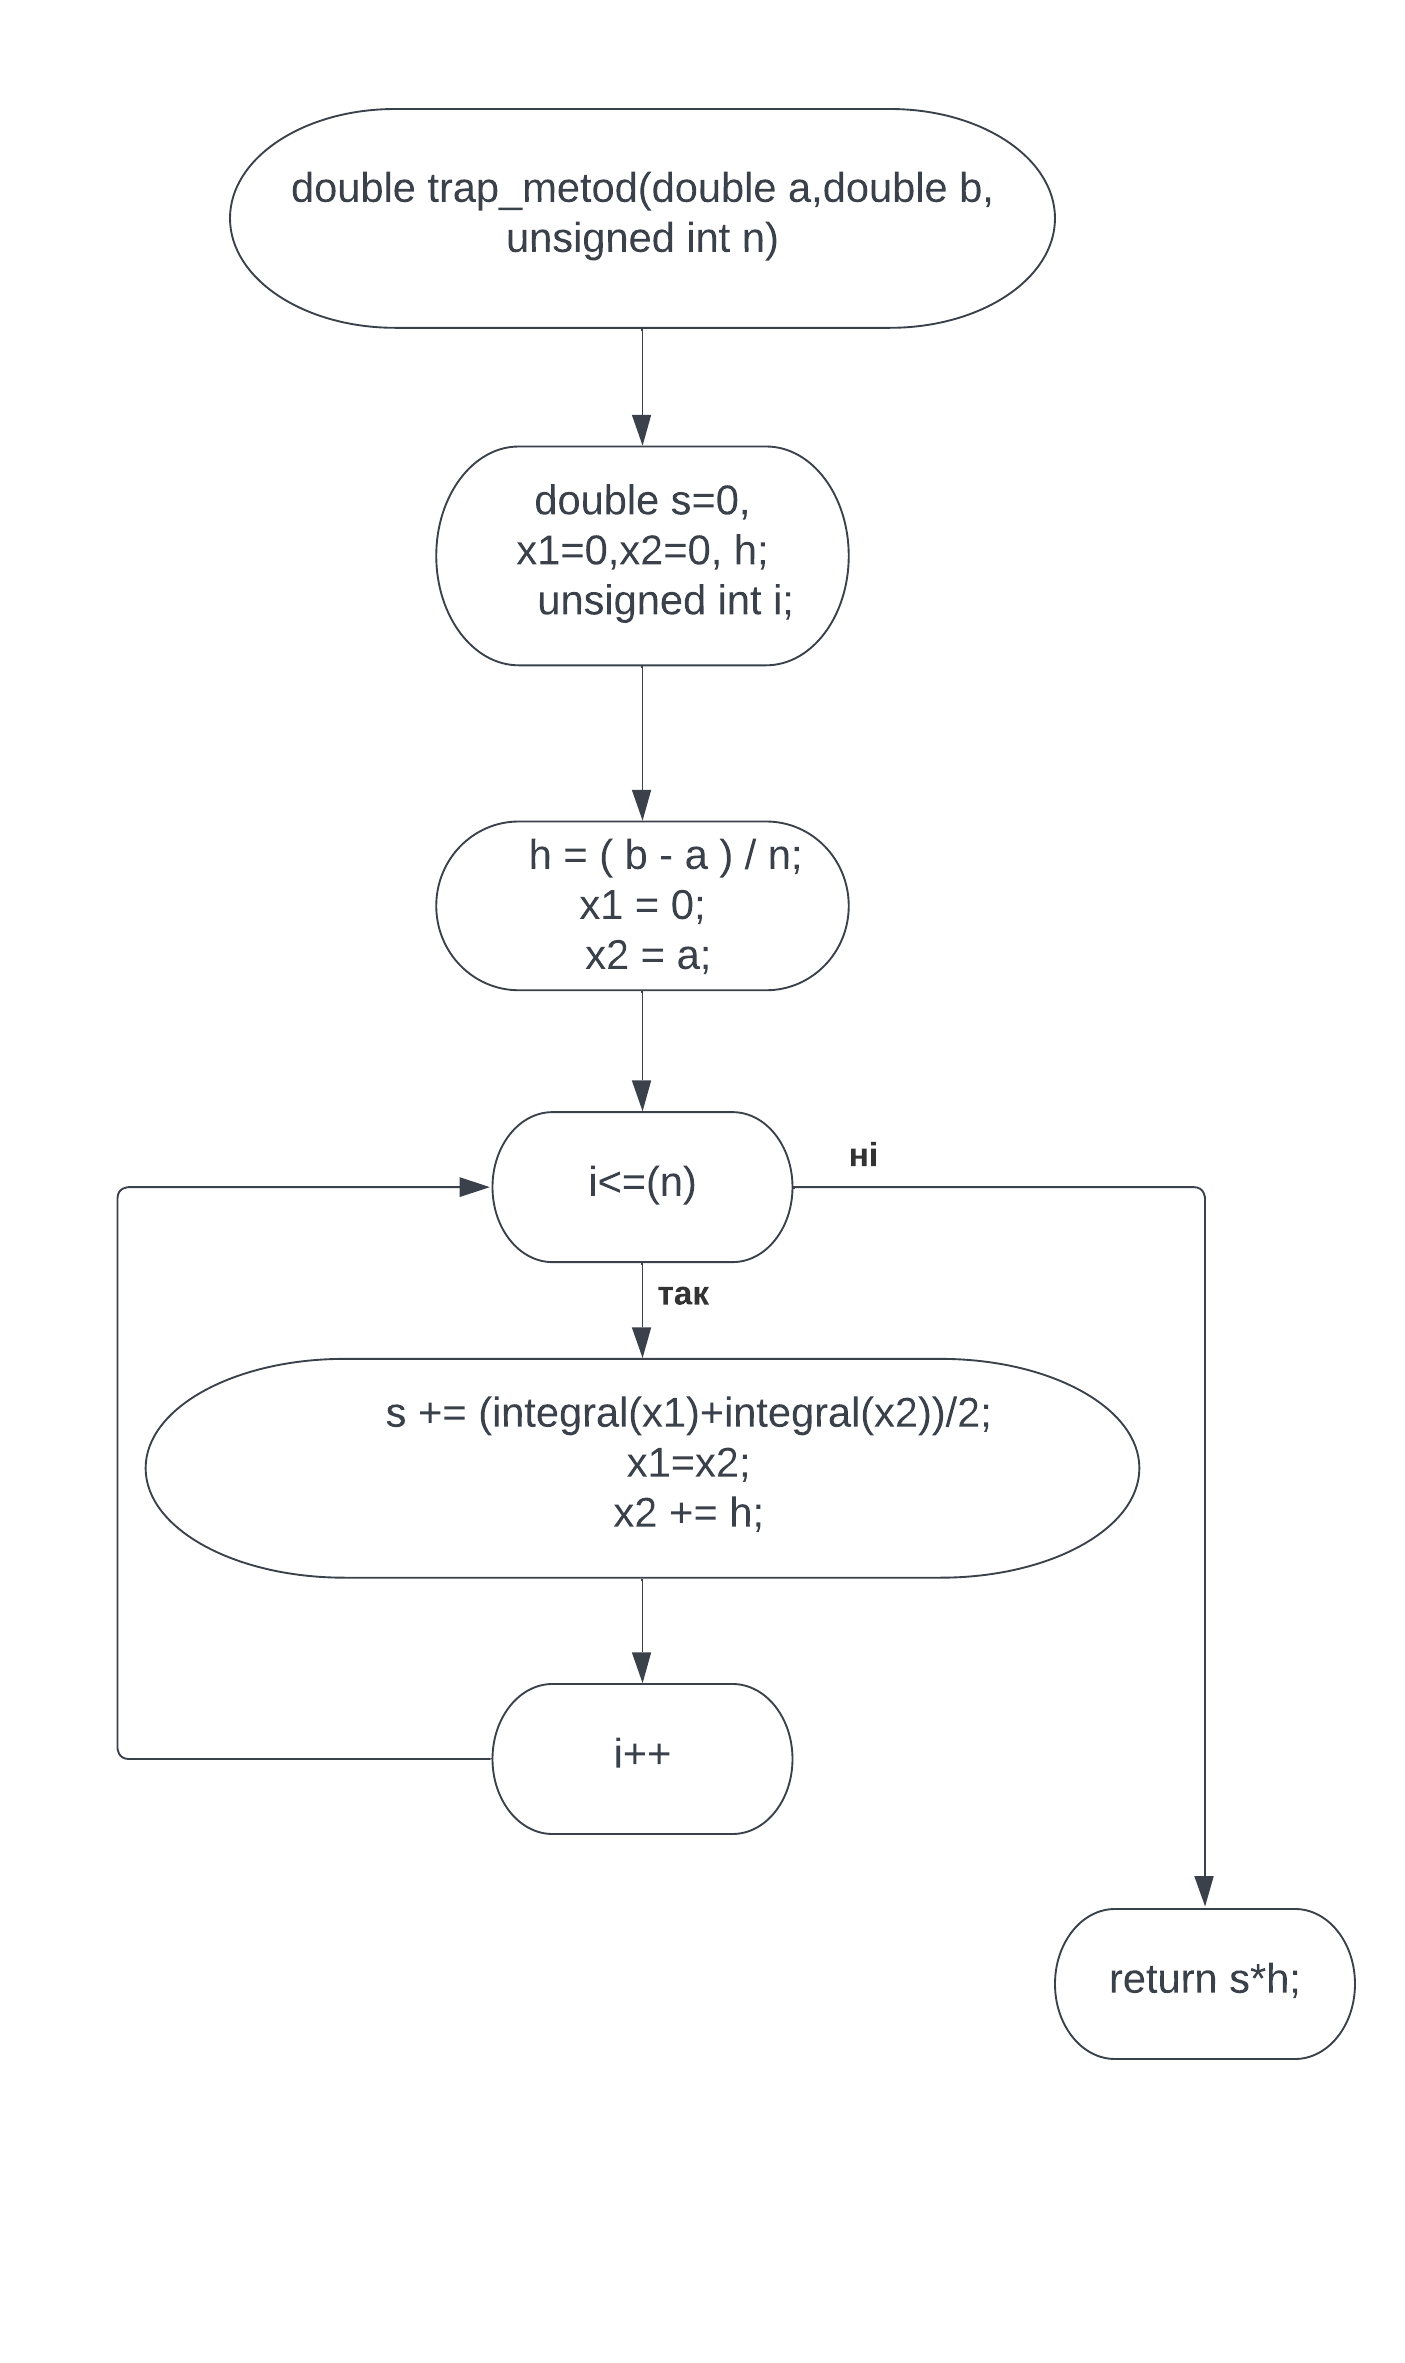 double trap_metod(double a,double b,
unsigned int n)
double s=0,
x1=0,x2=0, h;
unsigned int i;
h = ( b - a ) / n;
x1 = 0;
x2 = a;
i<=(n)
ні
так
s += (integral(x1)+integral(x2))/2;
x1=x2;
x2 += h;
i++
return s*h;